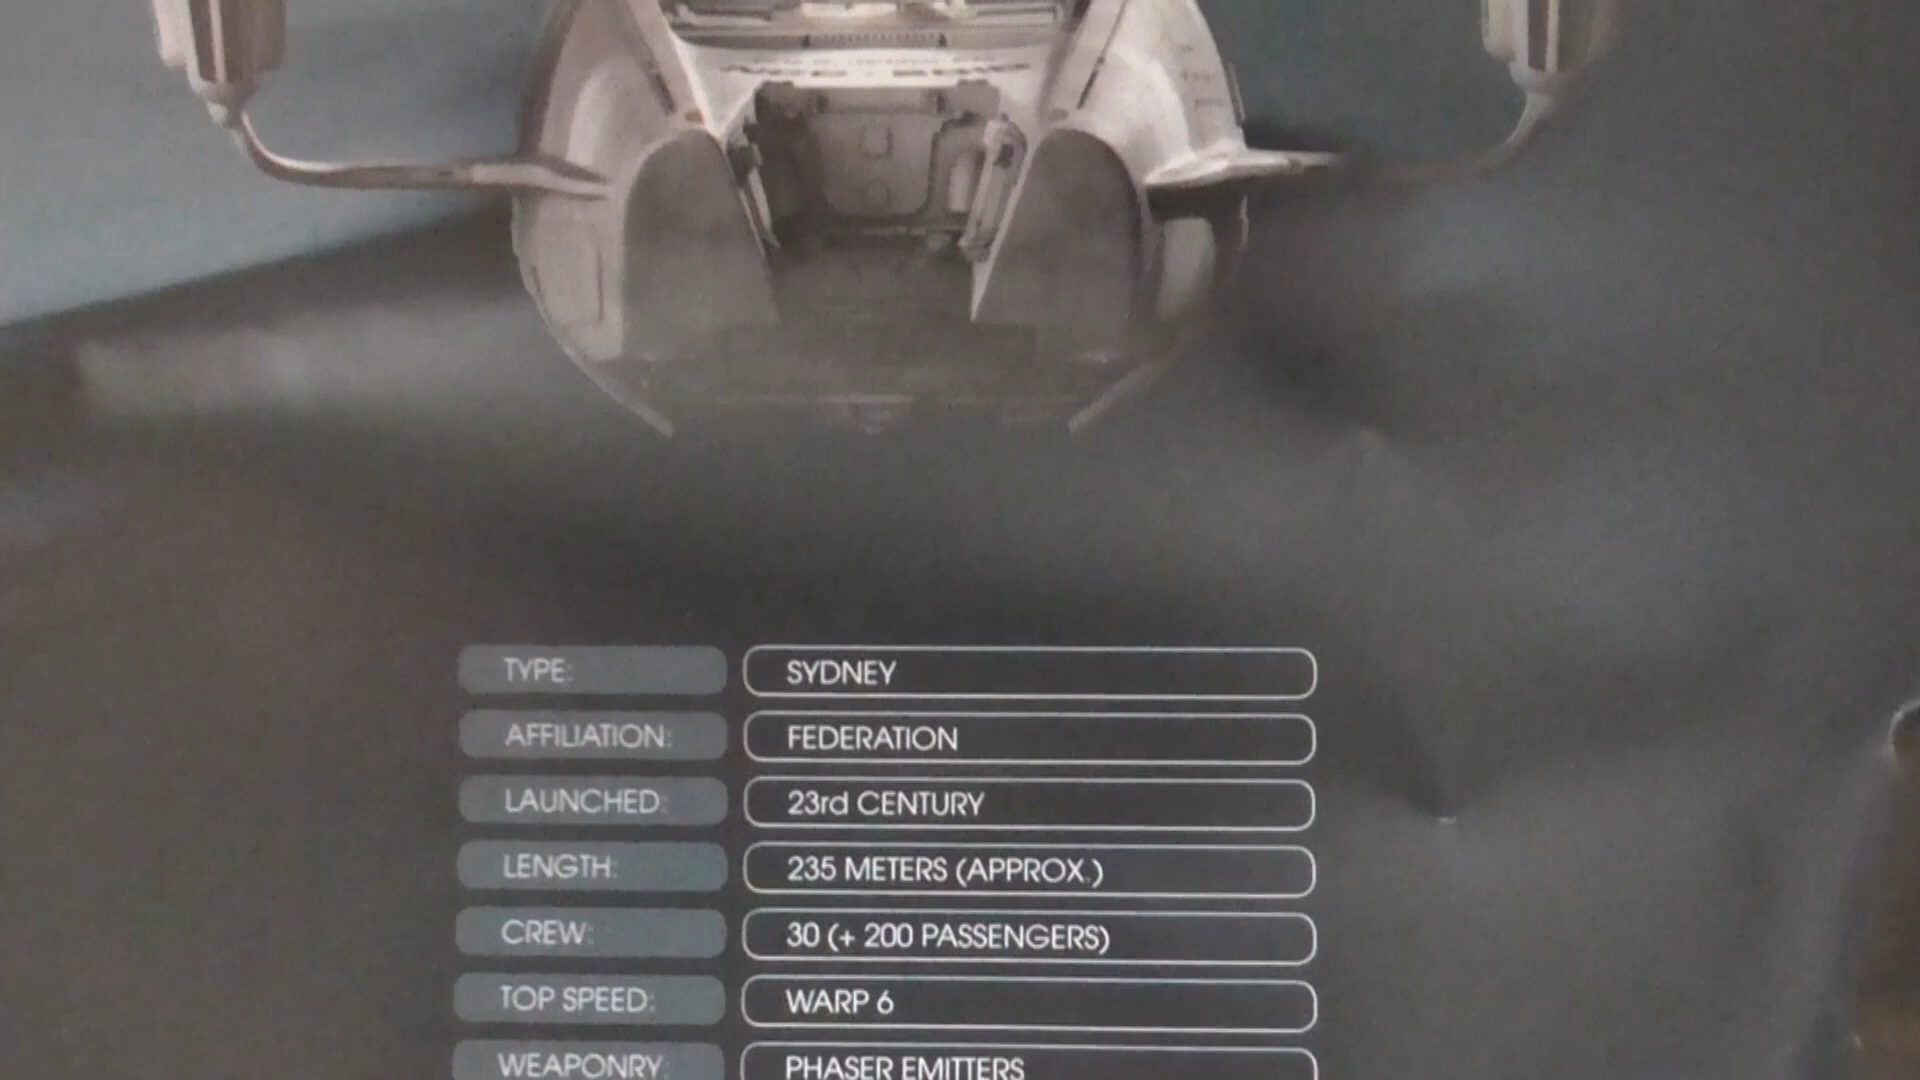 TYPE: SYDNEY
AFFILIATION: FEDERATION
LAUNCHED: 23rd CENTURY
LENGTH: 235 METERS (APPROX.)
CREW: 30 (+ 200 PASSENGERS)
TOP SPEED: WARP 6
WEAPONRY: PHASER EMITTERS